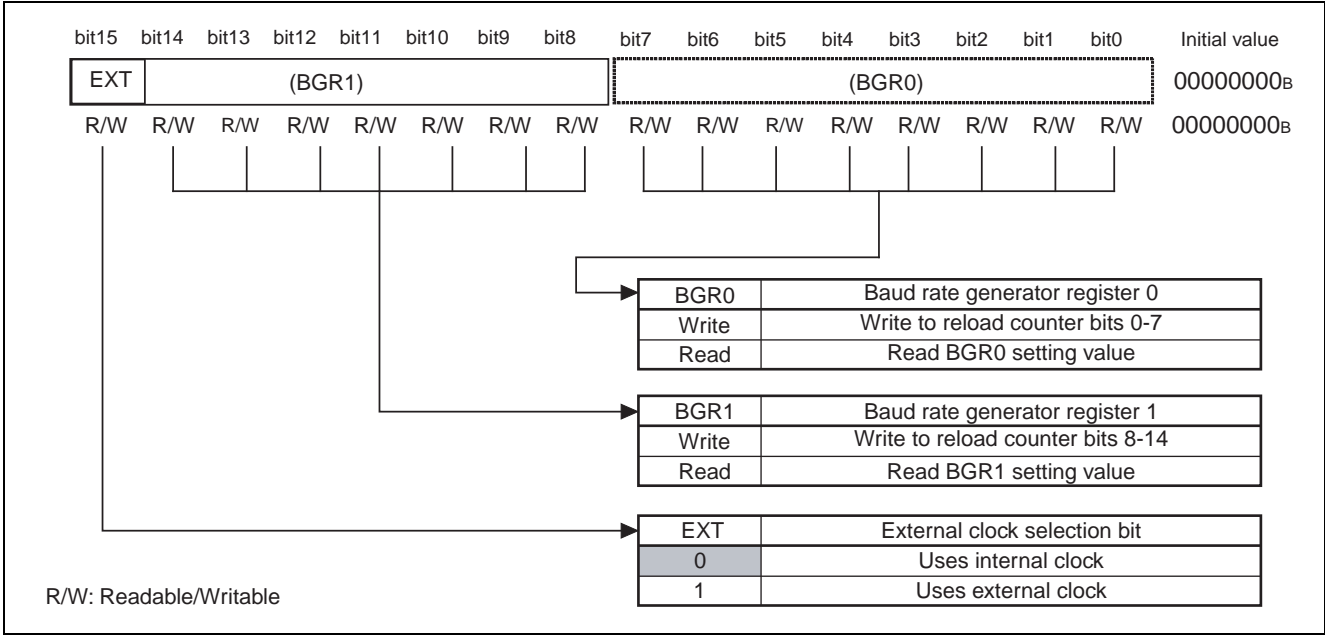 bit15 bit14 bit13 bit12 bit11 bit10 bit9 bit8 bit7 bit6 bit5 bit4 bit3 bit2 bit1 bit0 Initial value
EXT (BGR1) (BGR0) 00000000B
R/W R/W R/W R/W R/W R/W R/W R/W R/W R/W R/W R/W R/W R/W R/W R/W 00000000B
BGR0 Baud rate generator register 0
Write Write to reload counter bits 0-7
Read Read BGR0 setting value
BGR1 Baud rate generator register 1
Write Write to reload counter bits 8-14
Read Read BGR1 setting value
EXT External clock selection bit
0 Uses internal clock
1 Uses external clock
R/W: Readable/Writable